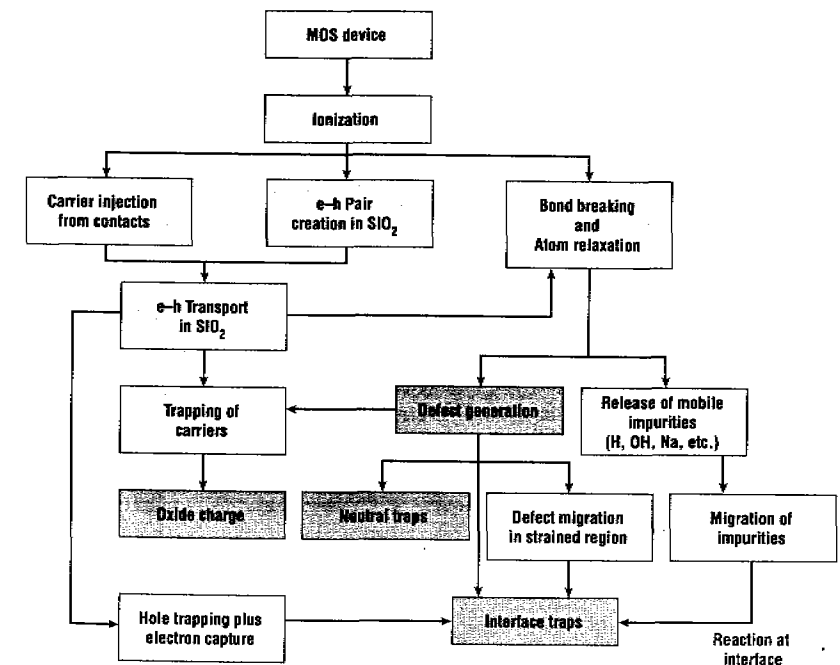 MOS device
Ionization
Carrier injection
from contacts
e–h Pair
creation in SIO2
Bond breaking
and
Atom relaxation
e–h Transport
in SIO2
Trapping of
carriers
Defect generation
Release of mobile
impurities
(H, OH, Na, etc.)
Oxide charge
Neutral traps
Defect migration
in strained region
Migration of
impurities
Hole trapping plus
electron capture
Interface traps
Reaction at
interface